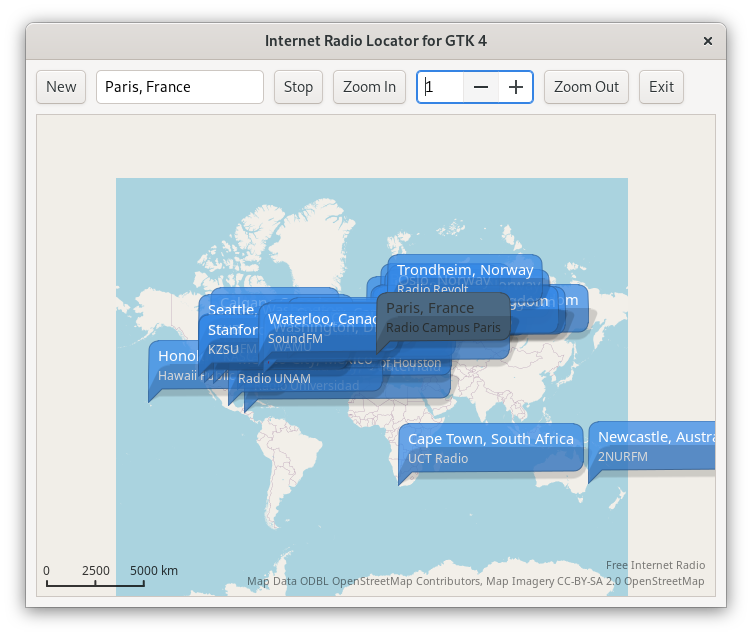 Internet Radio Locator for GTK 4
New
Paris, France
Stop
Zoom In
1
Zoom Out
Exit
Trondheim, Norway
Radio Revolt
Paris, France
Radio Campus Paris
Seattle,
Waterloo, Canad
SoundFM
KZSU
Hawaii
of Houston
Radio UNAM
Universidad
Cape Town, South Africa
UCT Radio
Newcastle, Austra
2NURFM
0 2500 5000 km
Free Internet Radio
Map Data ODBL OpenStreetMap Contributors, Map Imagery CC-BY-SA 2.0 OpenStreetMap